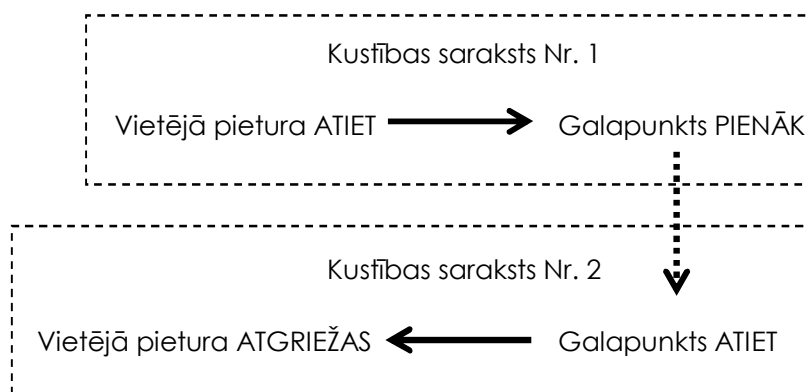 Kustības saraksts Nr. 1
Vietējā pietura ATIET Galapunkts PIENĀK
Kustības saraksts Nr. 2
Vietējā pietura ATGRIEŽAS Galapunkts ATIET